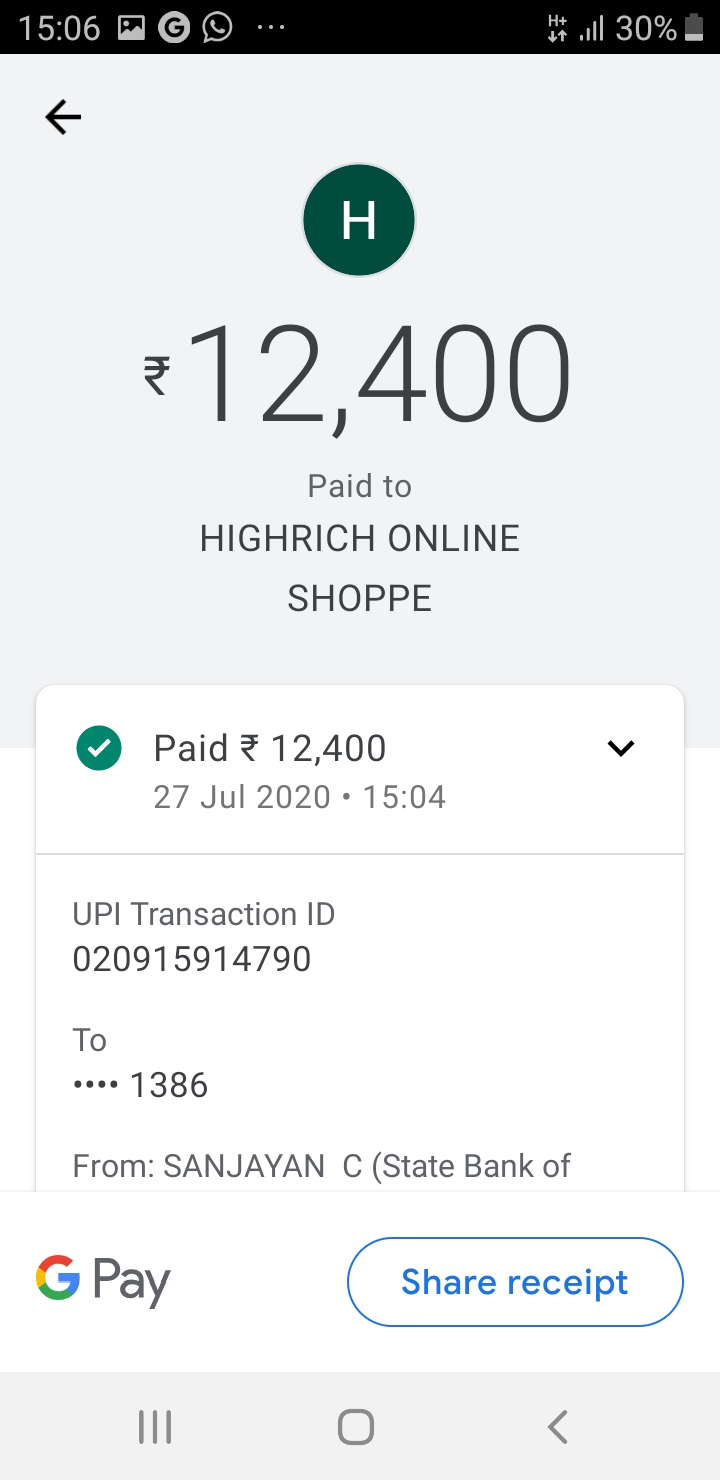 15:06 G ... H+ 30%
H
₹12,400
Paid to
HIGHRICH ONLINE
SHOPPE
Paid ₹ 12,400
27 Jul 2020 • 15:04
UPI Transaction ID
020915914790
To
•••• 1386
From: SANJAYAN  C (State Bank of
G Pay
Share receipt